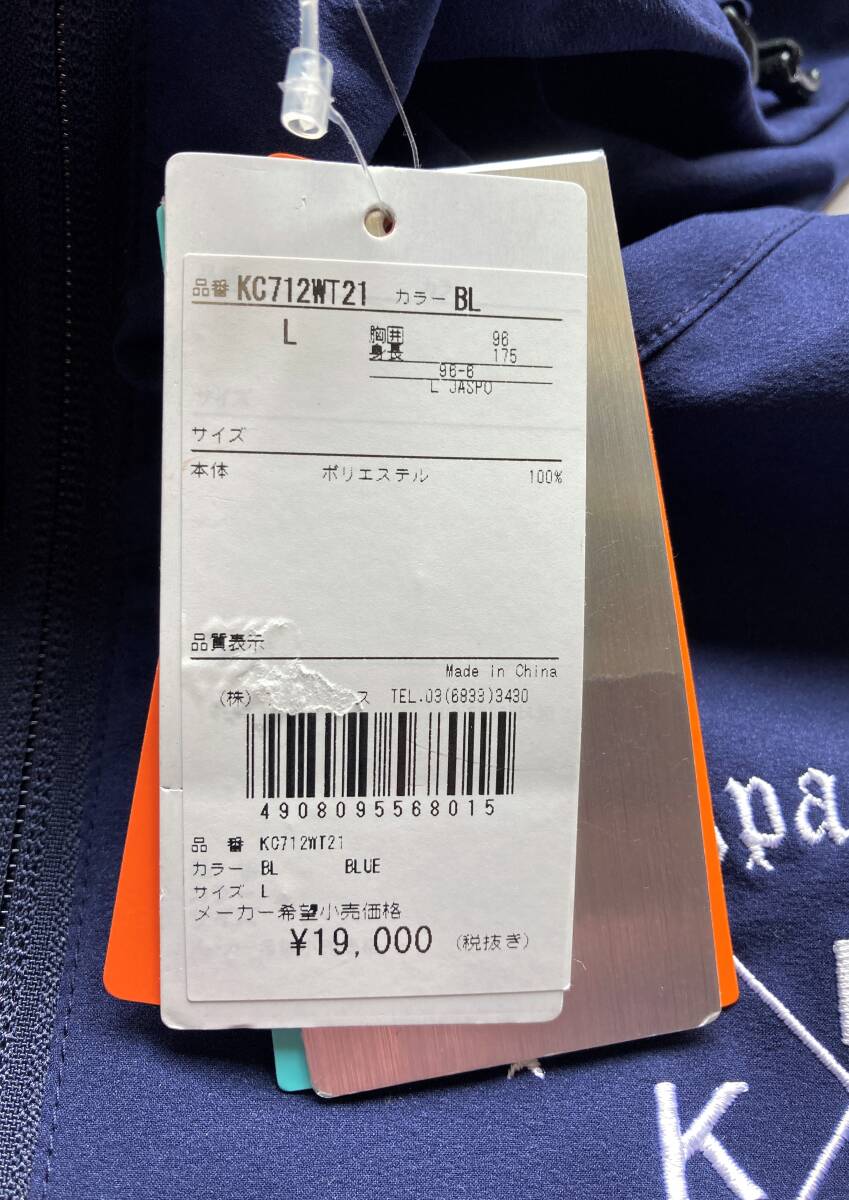 品番 KC712WT21 カラー BL
L
胸囲 96
身長 175
96-6
L JASPO
サイズ
サイズ
本体 ポリエステル 100%
品質表示
Made in China
(株) ス TEL.03(6833)3430
4908095568015
品 番 KC712WT21
カラー BL BLUE
サイズ L
メーカー希望小売価格
¥19,000 (税抜き)
pa
K